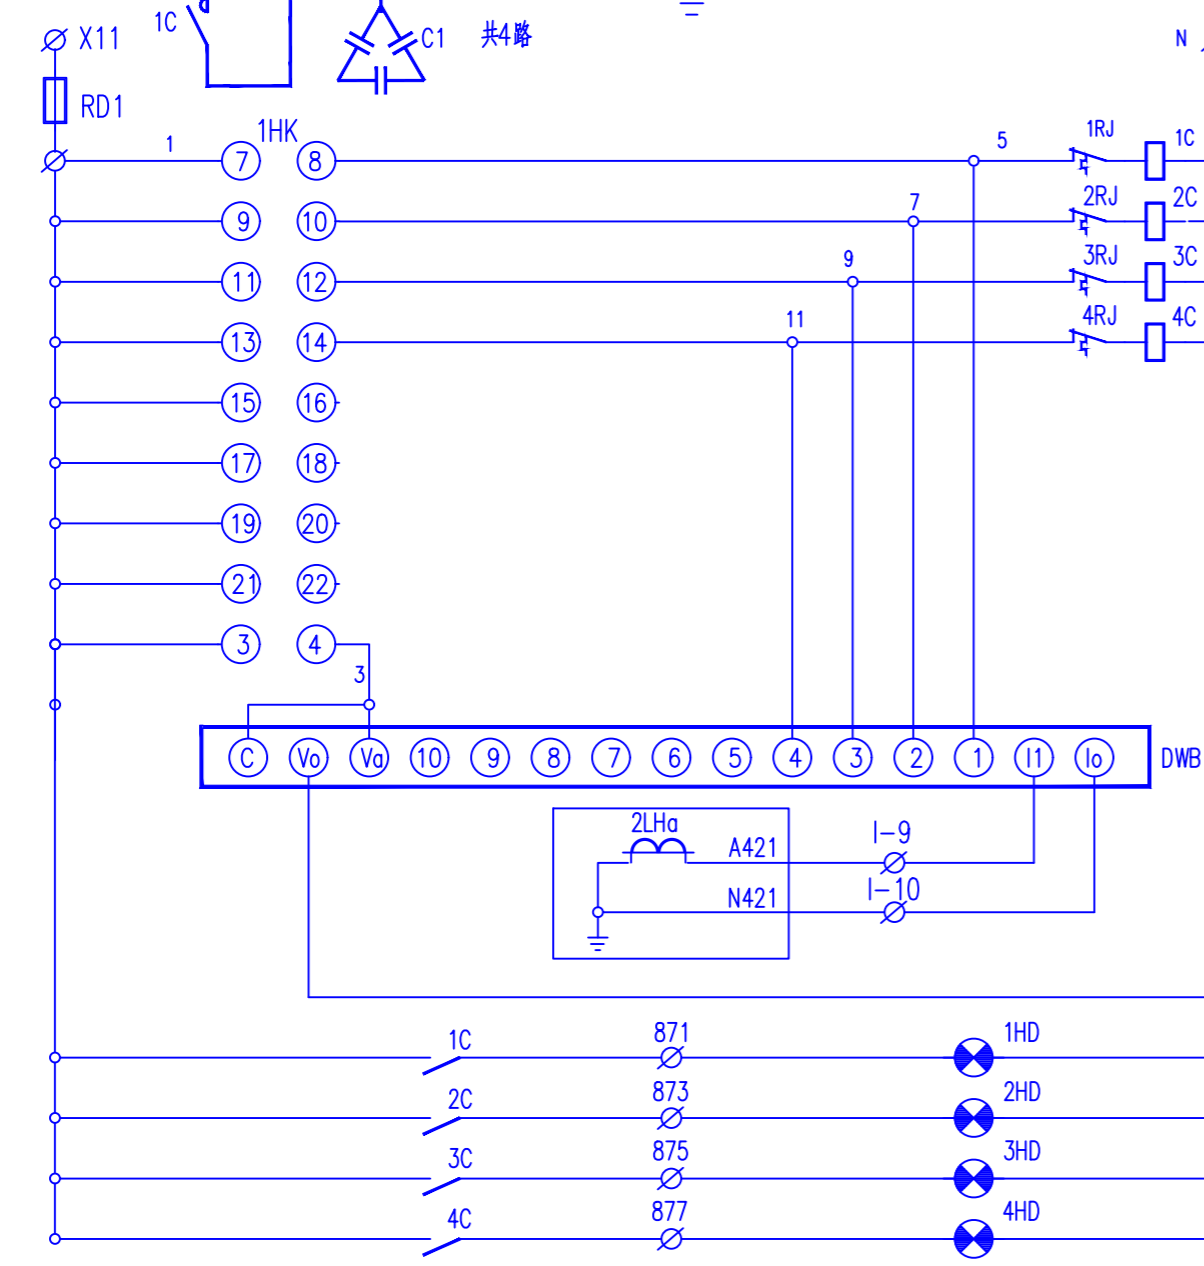 1C
C1
共4路
X11
N
RD1
1HK
1
7
8
5
1RJ
1C
9
10
7
2RJ
2C
11
12
9
3RJ
3C
13
14
11
4RJ
4C
15
16
17
18
19
20
21
22
3
4
3
C Vo Va 10 9 8 7 6 5 4 3 2 1 I1 Io DWB
2LHa
A421
I-9
N421
I-10
1C 871 1HD
2C 873 2HD
3C 875 3HD
4C 877 4HD